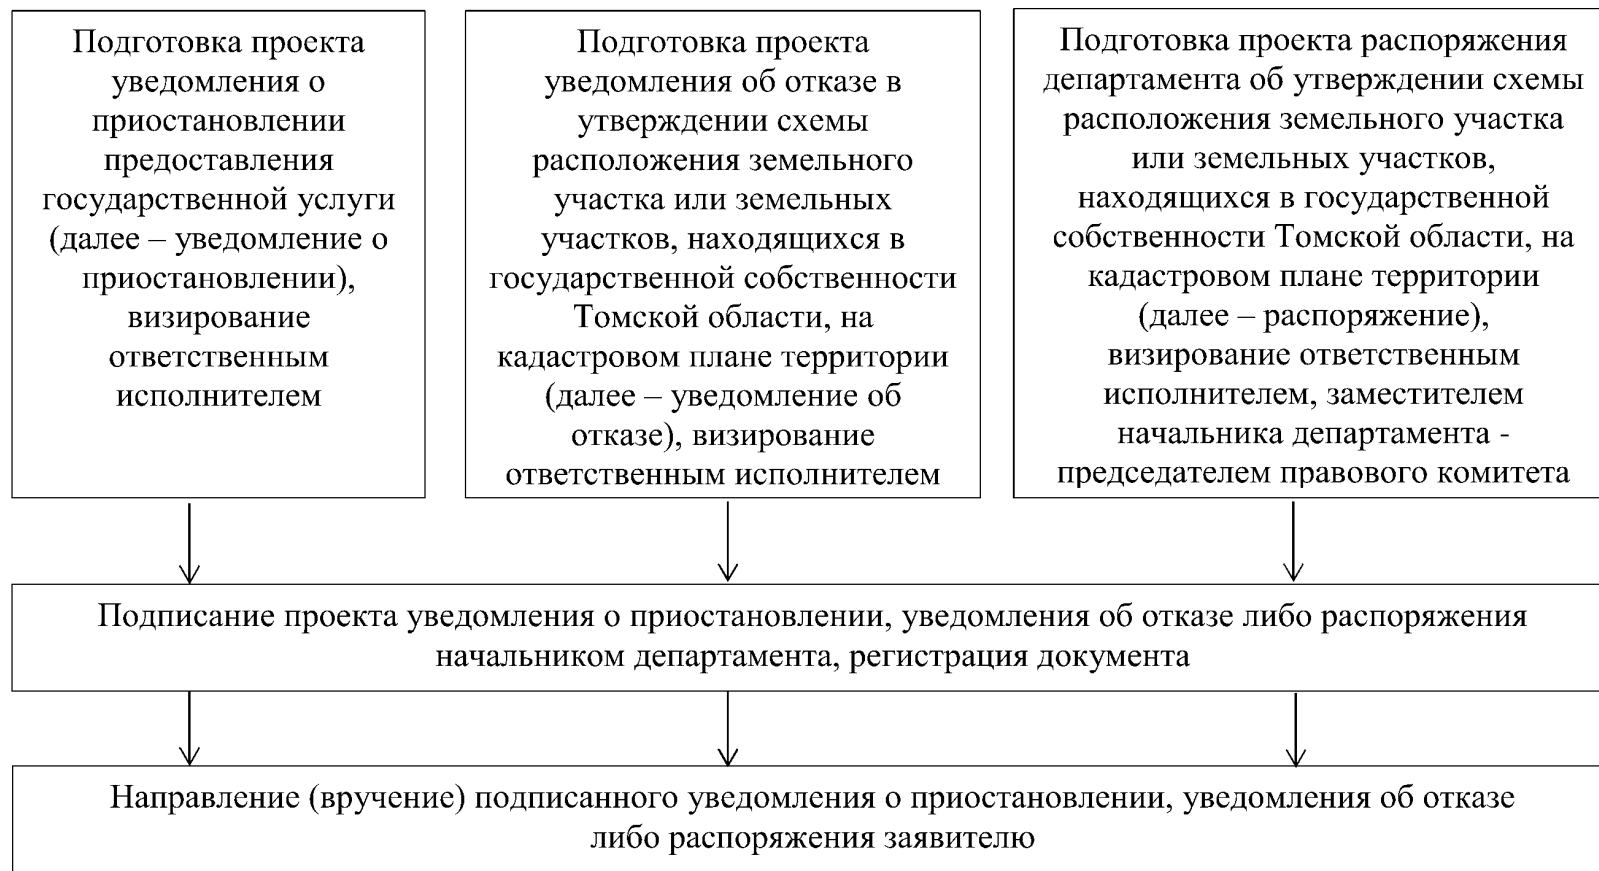 Подготовка проекта
уведомления о
приостановлении
предоставления
государственной услуги
(далее – уведомление о
приостановлении),
визирование
ответственным
исполнителем
Подготовка проекта
уведомления об отказе в
утверждении схемы
расположения земельного
участка или земельных
участков, находящихся в
государственной собственности
Томской области, на
кадастровом плане территории
(далее – уведомление об
отказе), визирование
ответственным исполнителем
Подготовка проекта распоряжения
департамента об утверждении схемы
расположения земельного участка
или земельных участков,
находящихся в государственной
собственности Томской области, на
кадастровом плане территории
(далее – распоряжение),
визирование ответственным
исполнителем, заместителем
начальника департамента -
председателем правового комитета
Подписание проекта уведомления о приостановлении, уведомления об отказе либо распоряжения
начальником департамента, регистрация документа
Направление (вручение) подписанного уведомления о приостановлении, уведомления об отказе
либо распоряжения заявителю